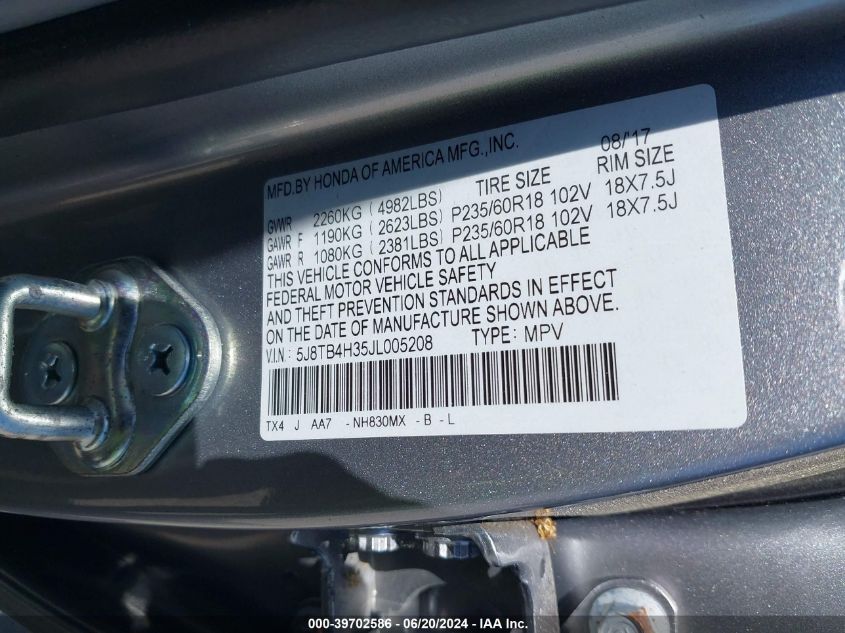 MFD.BY HONDA OF AMERICA MFG.,INC. 08/'17
TIRE SIZE RIM SIZE
GVWR 2260KG (4982LBS)
GAWR F 1190KG (2623LBS) P235/60R18 102V 18X7.5J
GAWR R 1080KG (2381LBS) P235/60R18 102V 18X7.5J
THIS VEHICLE CONFORMS TO ALL APPLICABLE
FEDERAL MOTOR VEHICLE SAFETY
AND THEFT PREVENTION STANDARDS IN EFFECT
ON THE DATE OF MANUFACTURE SHOWN ABOVE.
V.I.N: 5J8TB4H35JL005208 TYPE: MPV
TX4 J AA7 -NH830MX -B -L
000-39702586 - 06/20/2024 - IAA Inc.